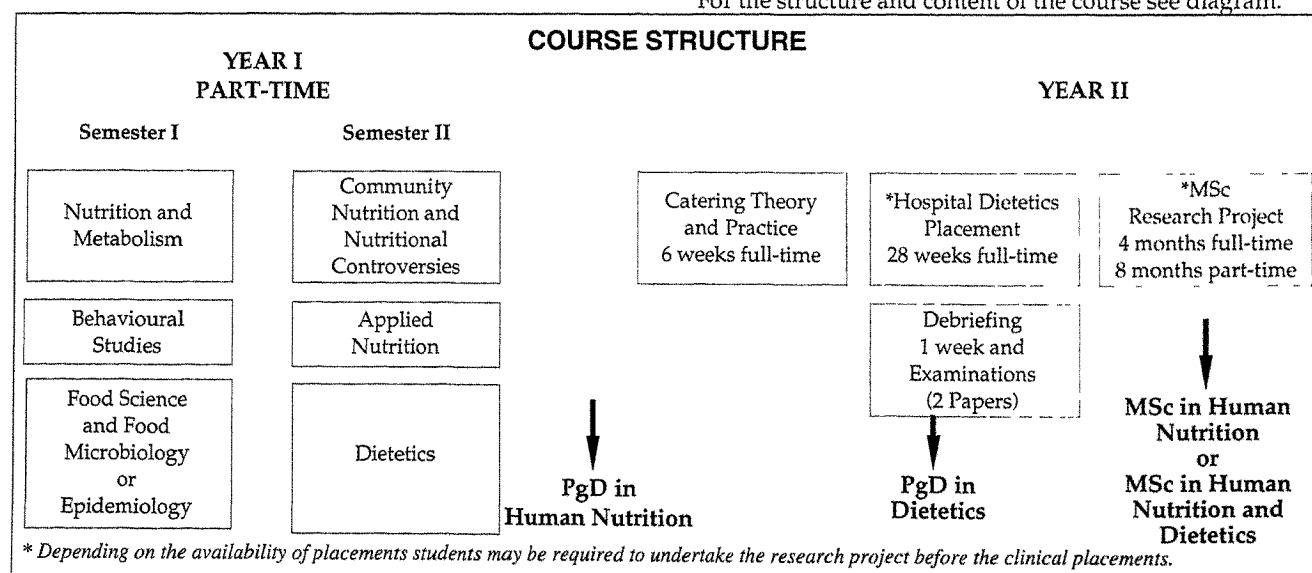 For the structure and content of the course see diagram.
COURSE STRUCTURE
YEAR I
PART-TIME
YEAR II
Semester I
Semester II
Nutrition and
Metabolism
Community
Nutrition and
Nutritional
Controversies
Catering Theory
and Practice
6 weeks full-time
*Hospital Dietetics
Placement
28 weeks full-time
*MSc
Research Project
4 months full-time
8 months part-time
Behavioural
Studies
Applied
Nutrition
Debriefing
1 week and
Examinations
(2 Papers)
Food Science
and Food
Microbiology
or
Epidemiology
Dietetics
PgD in
Human Nutrition
PgD in
Dietetics
MSc in Human
Nutrition
or
MSc in Human
Nutrition and
Dietetics
* Depending on the availability of placements students may be required to undertake the research project before the clinical placements.